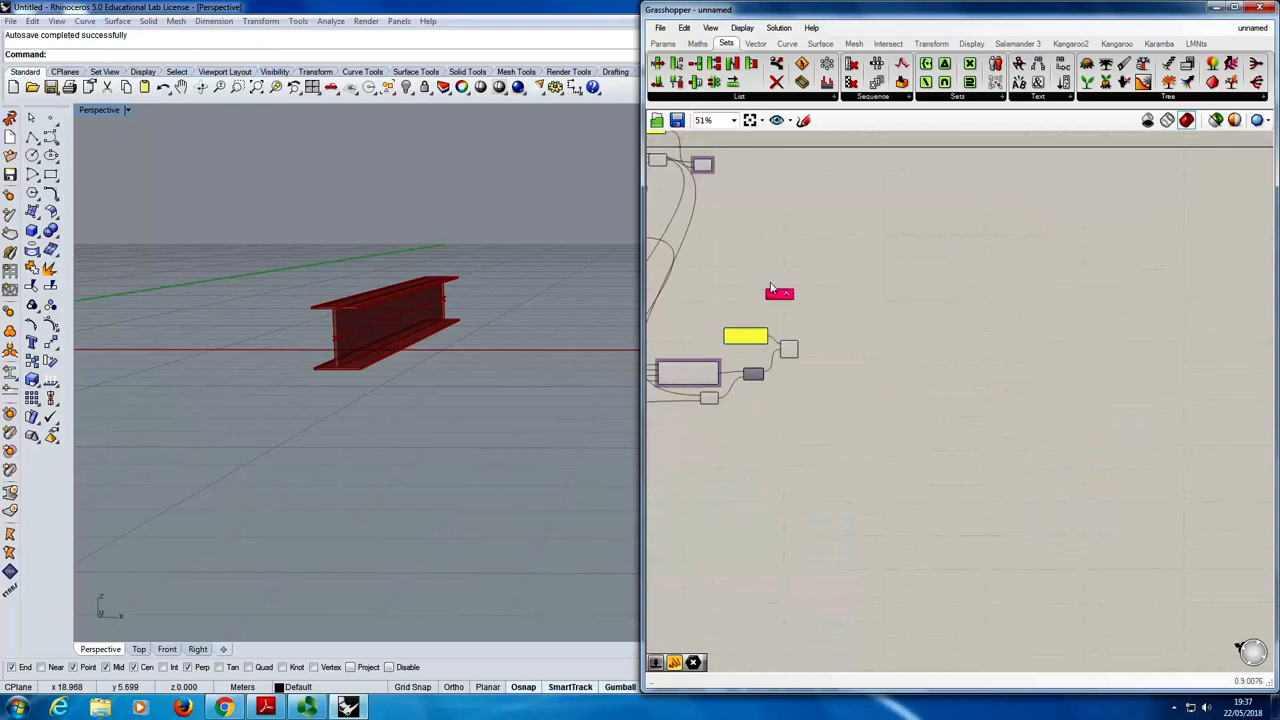 Untitled - Rhinoceros 5.0 Educational Lab License - [Perspective]
File Edit View Curve Surface Solid Mesh Dimension Transform Tools Analyze Render Panels Help
Autosave completed successfully
Command:
Standard CPlanes Set View Display Select Viewport Layout Visibility Transform Curve Tools Surface Tools Solid Tools Mesh Tools Render Tools Drafting
Perspective
z
y
x
Perspective Top Front Right
End Near Point Mid Cen Int Perp Tan Quad Knot Vertex Project Disable
CPlane x 18.968 y 5.699 z 0.000 Meters Default Grid Snap Ortho Planar Osnap SmartTrack Gumball
Grasshopper - unnamed
File Edit View Display Solution Help
unnamed
Params Maths Sets Vector Curve Surface Mesh Intersect Transform Display Salamander 3 Kangaroo2 Kangaroo Karamba LMNts
List Sequence Sets Text Tree
51%
0.9.0076
19:37
22/05/2018